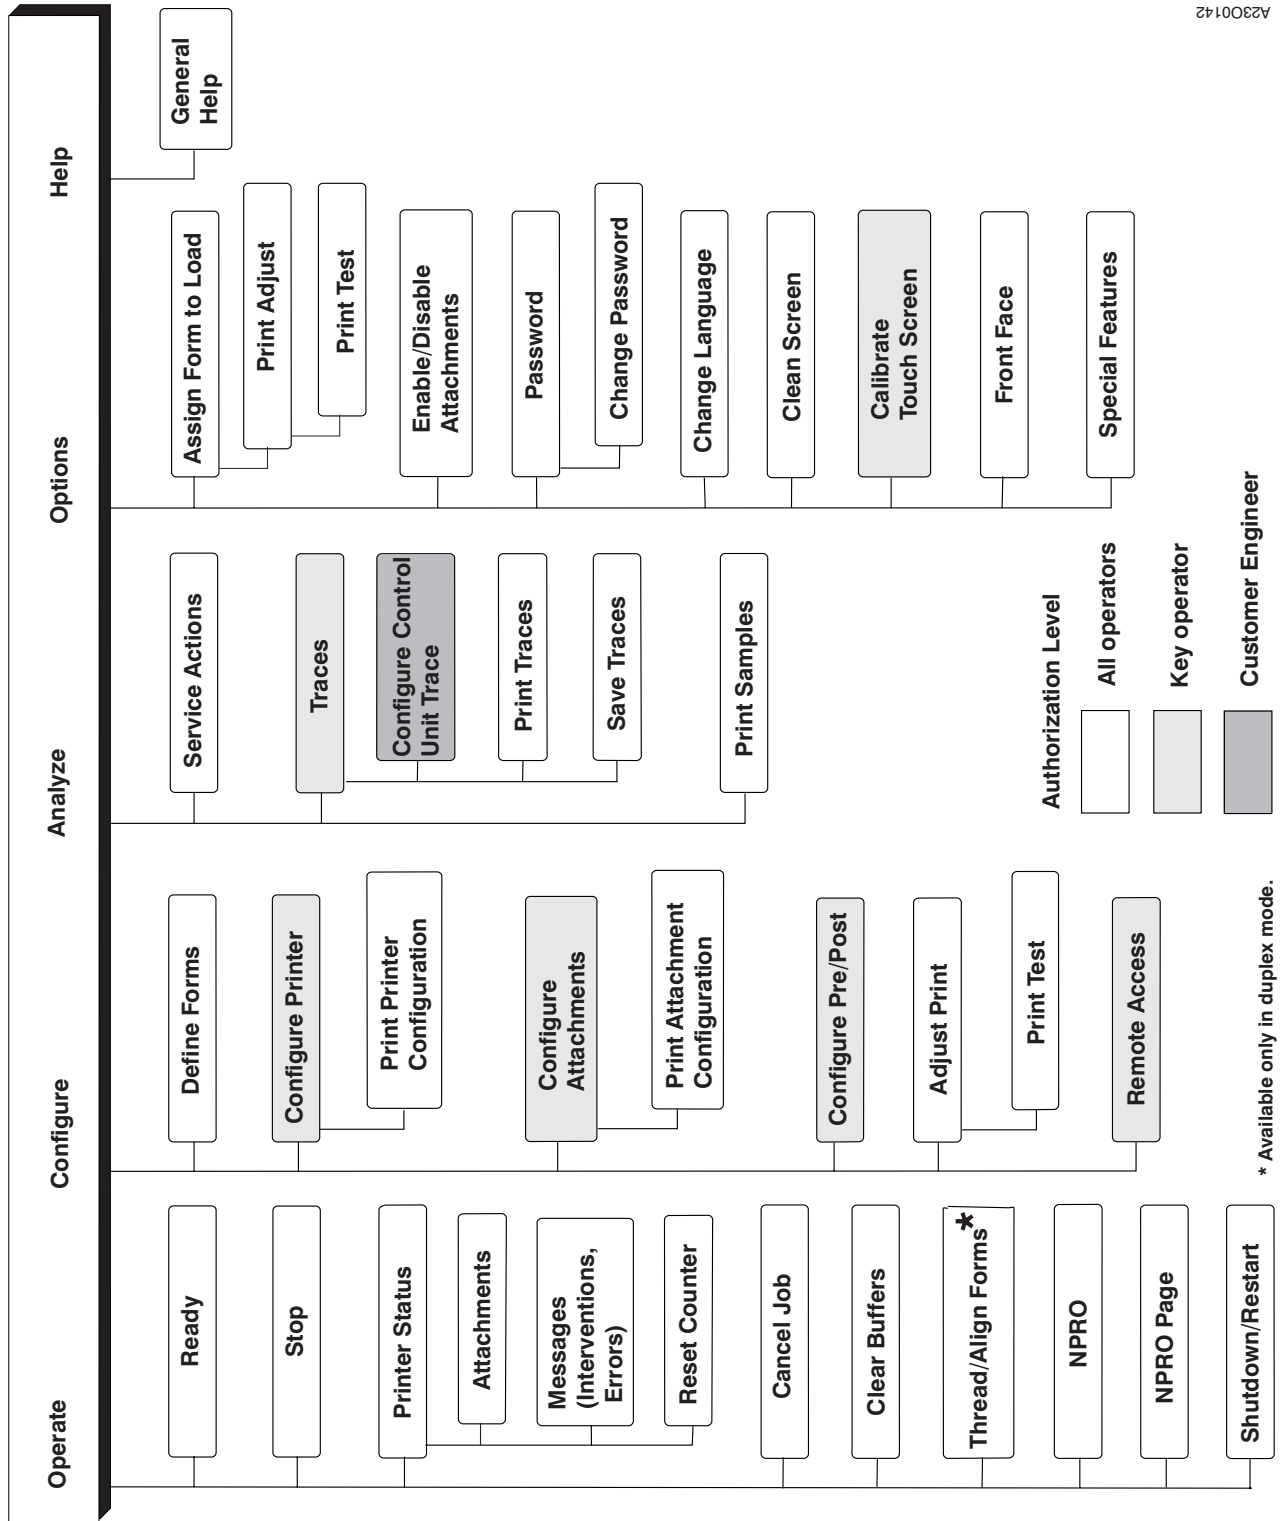 Operate
Configure
Analyze
Options
Help
Ready
Stop
Printer Status
Attachments
Messages
(Interventions,
Errors)
Reset Counter
Cancel Job
Clear Buffers
Thread/Align Forms*
NPRO
NPRO Page
Shutdown/Restart
Define Forms
Configure Printer
Print Printer
Configuration
Configure
Attachments
Print Attachment
Configuration
Configure Pre/Post
Adjust Print
Print Test
Remote Access
Service Actions
Traces
Configure Control
Unit Trace
Print Traces
Save Traces
Print Samples
Assign Form to Load
Print Adjust
Print Test
Enable/Disable
Attachments
Password
Change Password
Change Language
Clean Screen
Calibrate
Touch Screen
Front Face
Special Features
General
Help
Authorization Level
All operators
Key operator
Customer Engineer
* Available only in duplex mode.
A23O0142